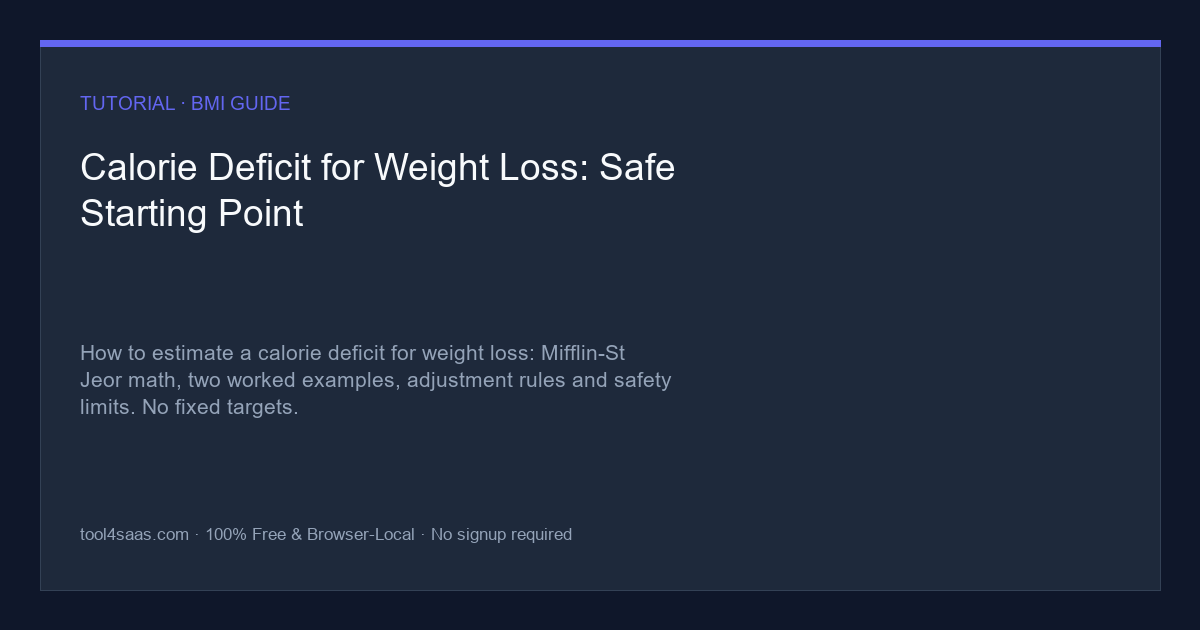 TUTORIAL · BMI GUIDE
Calorie Deficit for Weight Loss: Safe
Starting Point
How to estimate a calorie deficit for weight loss: Mifflin-St
Jeor math, two worked examples, adjustment rules and safety
limits. No fixed targets.
tool4saas.com · 100% Free & Browser-Local · No signup required